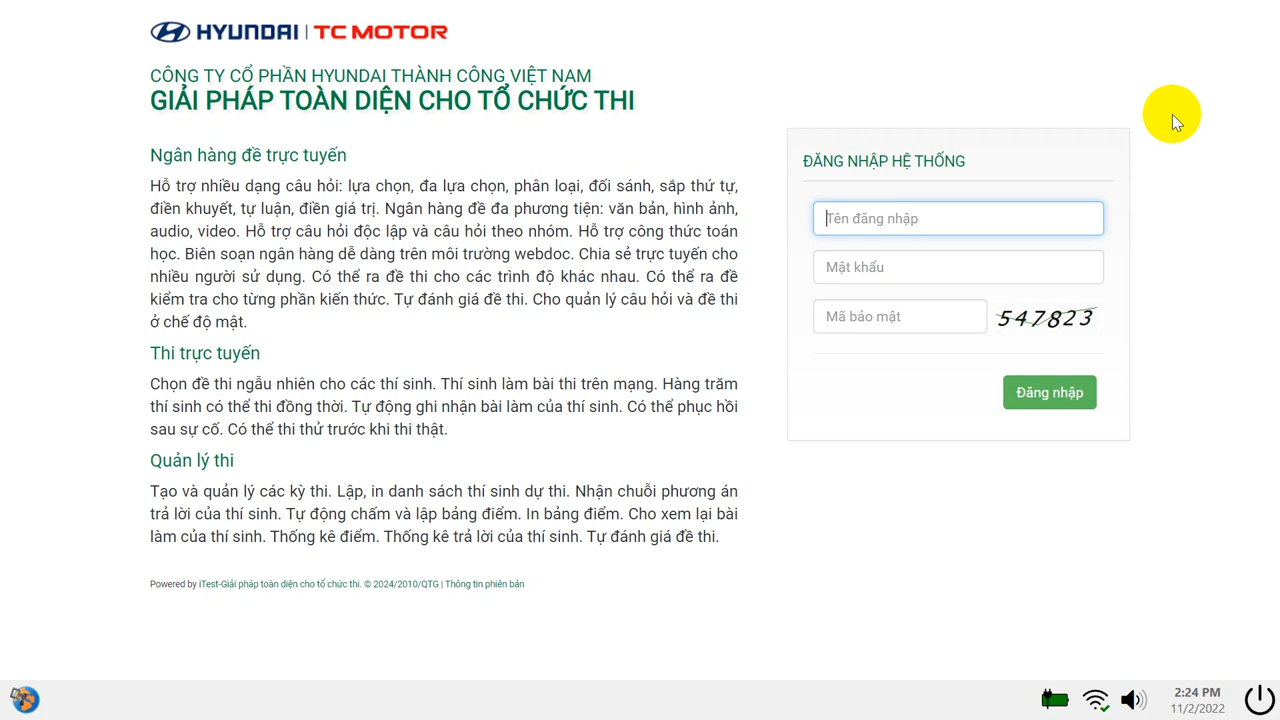 HYUNDAI | TC MOTOR
CÔNG TY CỔ PHẦN HYUNDAI THÀNH CÔNG VIỆT NAM
GIẢI PHÁP TOÀN DIỆN CHO TỔ CHỨC THI
Ngân hàng đề trực tuyến
Hỗ trợ nhiều dạng câu hỏi: lựa chọn, đa lựa chọn, phân loại, đối sánh, sắp thứ tự,
điền khuyết, tự luận, điền giá trị. Ngân hàng đề đa phương tiện: văn bản, hình ảnh,
audio, video. Hỗ trợ câu hỏi độc lập và câu hỏi theo nhóm. Hỗ trợ công thức toán
học. Biên soạn ngân hàng dễ dàng trên môi trường webdoc. Chia sẻ trực tuyến cho
nhiều người sử dụng. Có thể ra đề thi cho các trình độ khác nhau. Có thể ra đề
kiểm tra cho từng phần kiến thức. Tự đánh giá đề thi. Cho quản lý câu hỏi và đề thi
ở chế độ mật.
Thi trực tuyến
Chọn đề thi ngẫu nhiên cho các thí sinh. Thí sinh làm bài thi trên mạng. Hàng trăm
thí sinh có thể thi đồng thời. Tự động ghi nhận bài làm của thí sinh. Có thể phục hồi
sau sự cố. Có thể thi thử trước khi thi thật.
Quản lý thi
Tạo và quản lý các kỳ thi. Lập, in danh sách thí sinh dự thi. Nhận chuỗi phương án
trả lời của thí sinh. Tự động chấm và lập bảng điểm. In bảng điểm. Cho xem lại bài
làm của thí sinh. Thống kê điểm. Thống kê trả lời của thí sinh. Tự đánh giá đề thi.
Powered by iTest-Giải pháp toàn diện cho tổ chức thi. © 2024/2010/QTG | Thông tin phiên bản
ĐĂNG NHẬP HỆ THỐNG
Tên đăng nhập
Mật khẩu
Mã bảo mật 547823
Đăng nhập
2:24 PM
11/2/2022